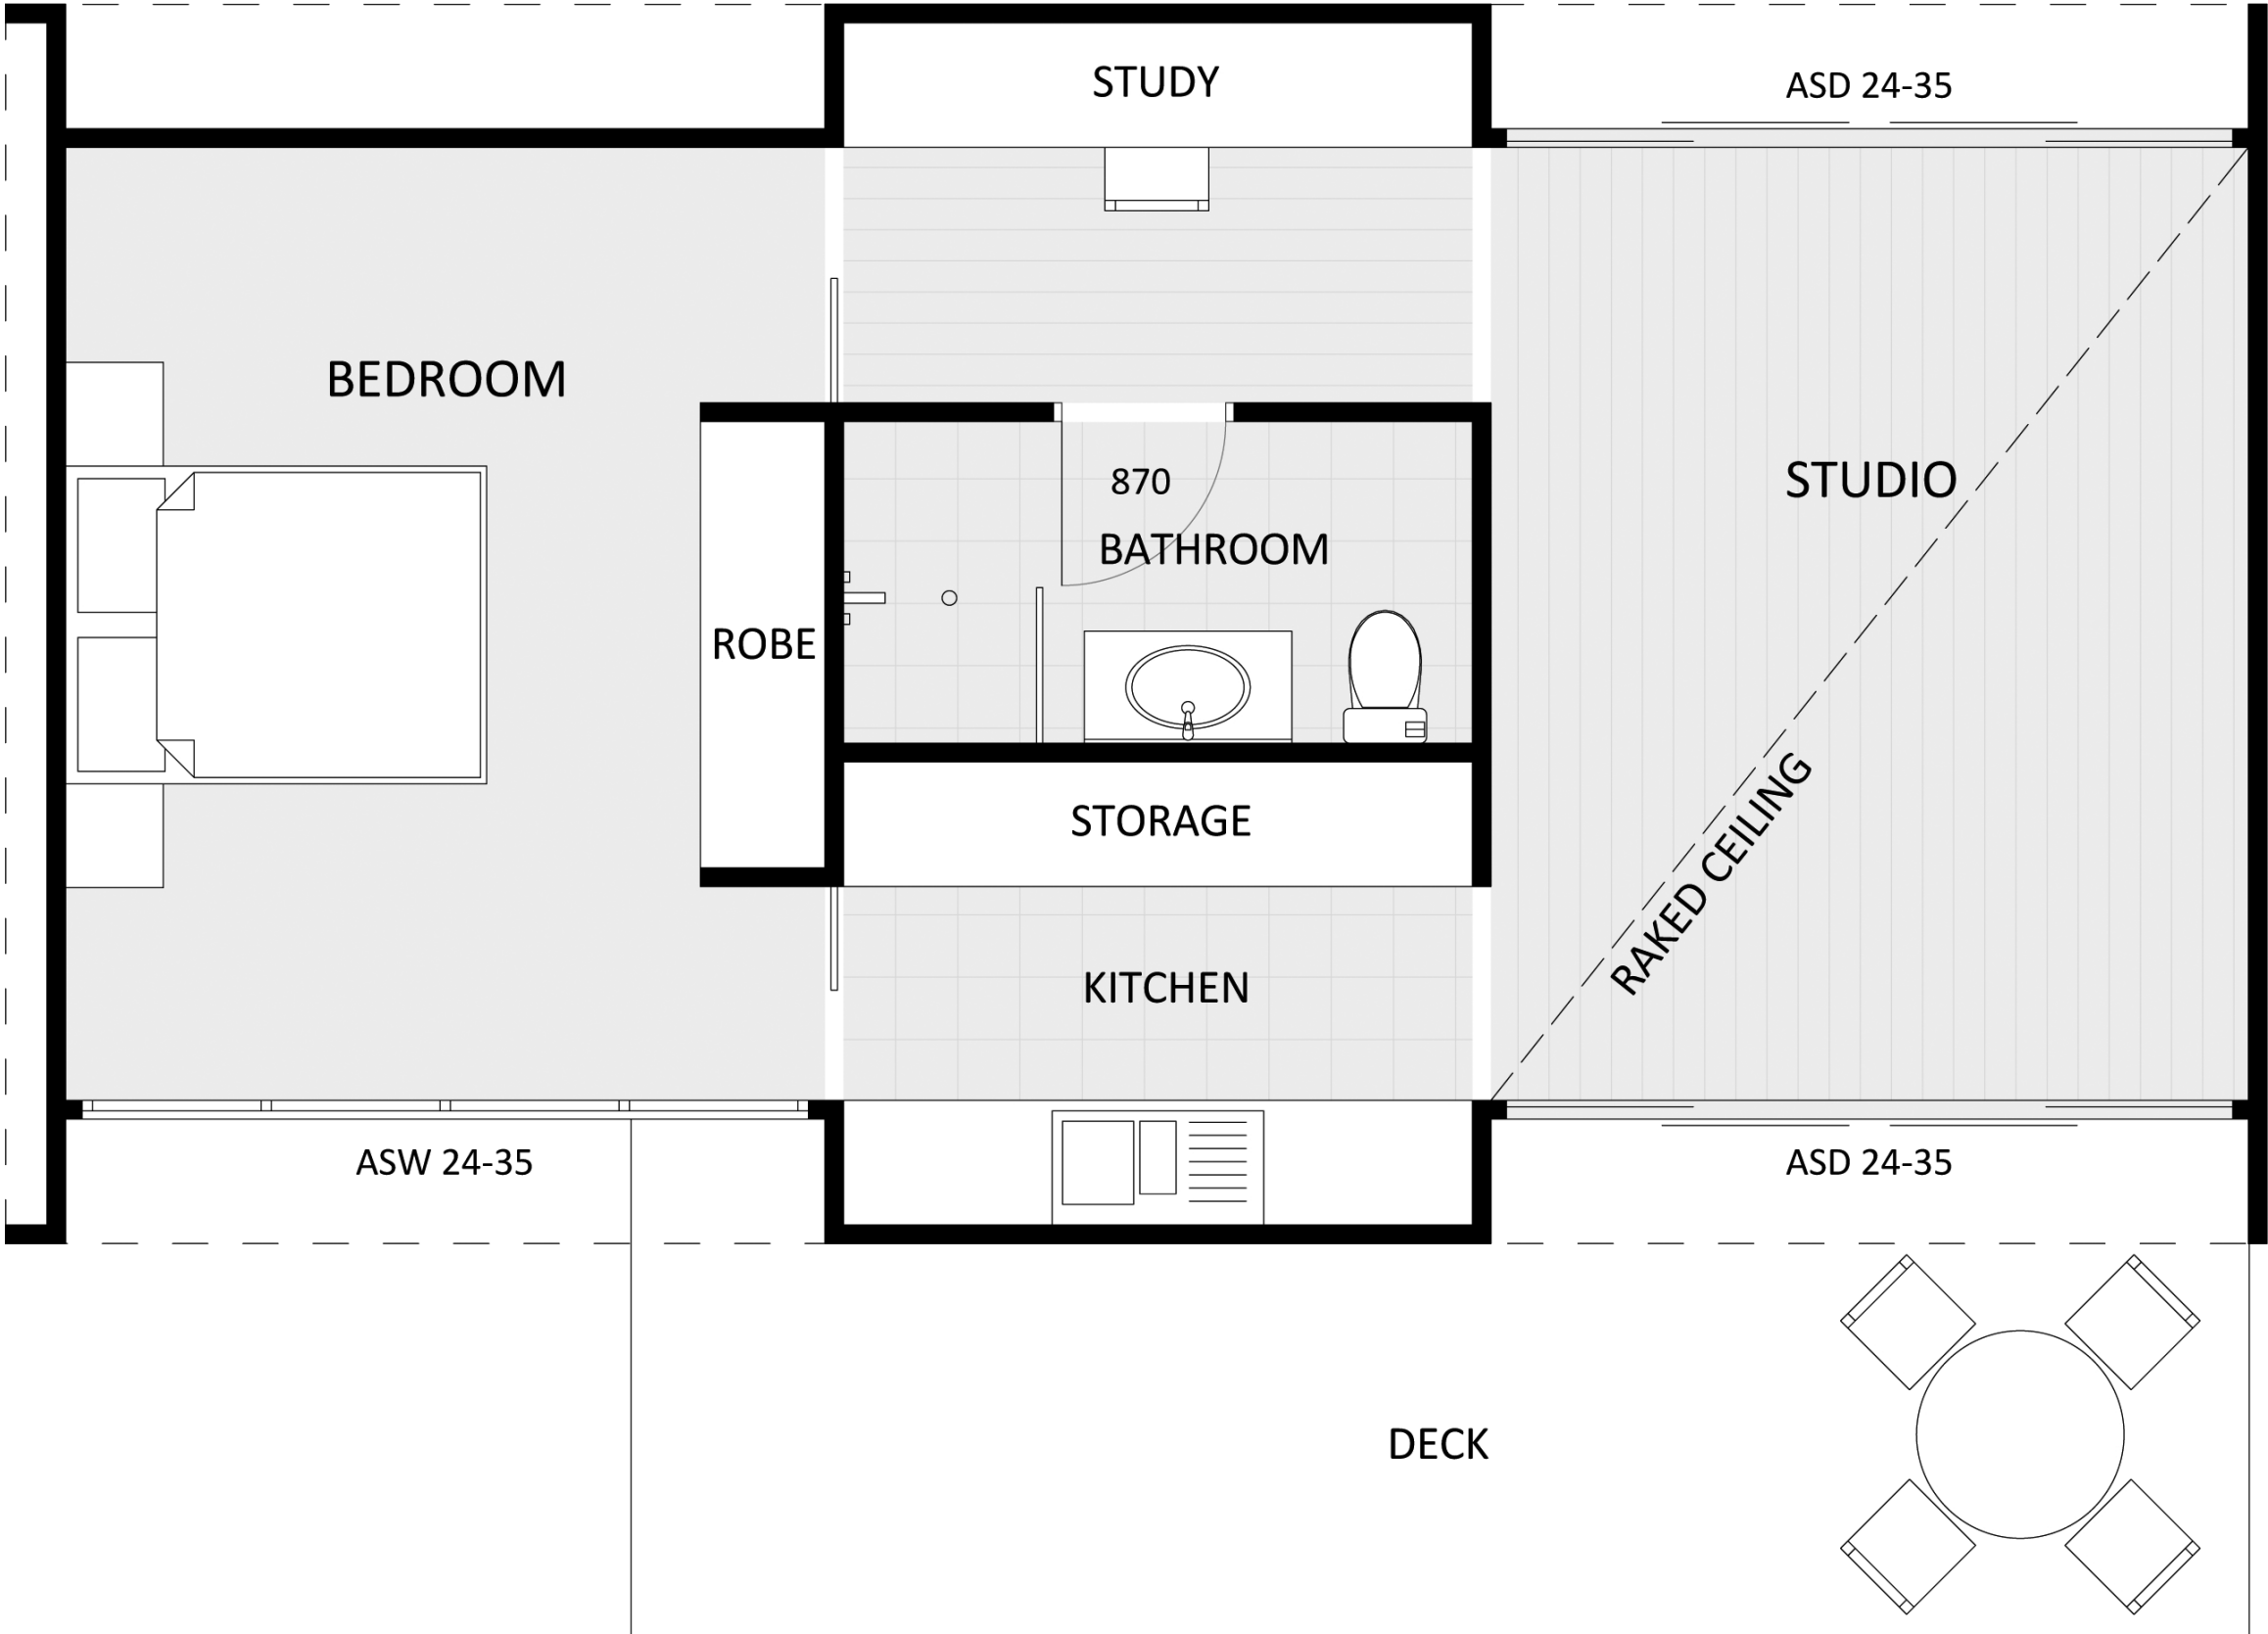 STUDY
ASD 24-35
BEDROOM
STUDIO
870
BATHROOM
ROBE
STORAGE
RAKED CEILING
KITCHEN
ASW 24-35
ASD 24-35
DECK